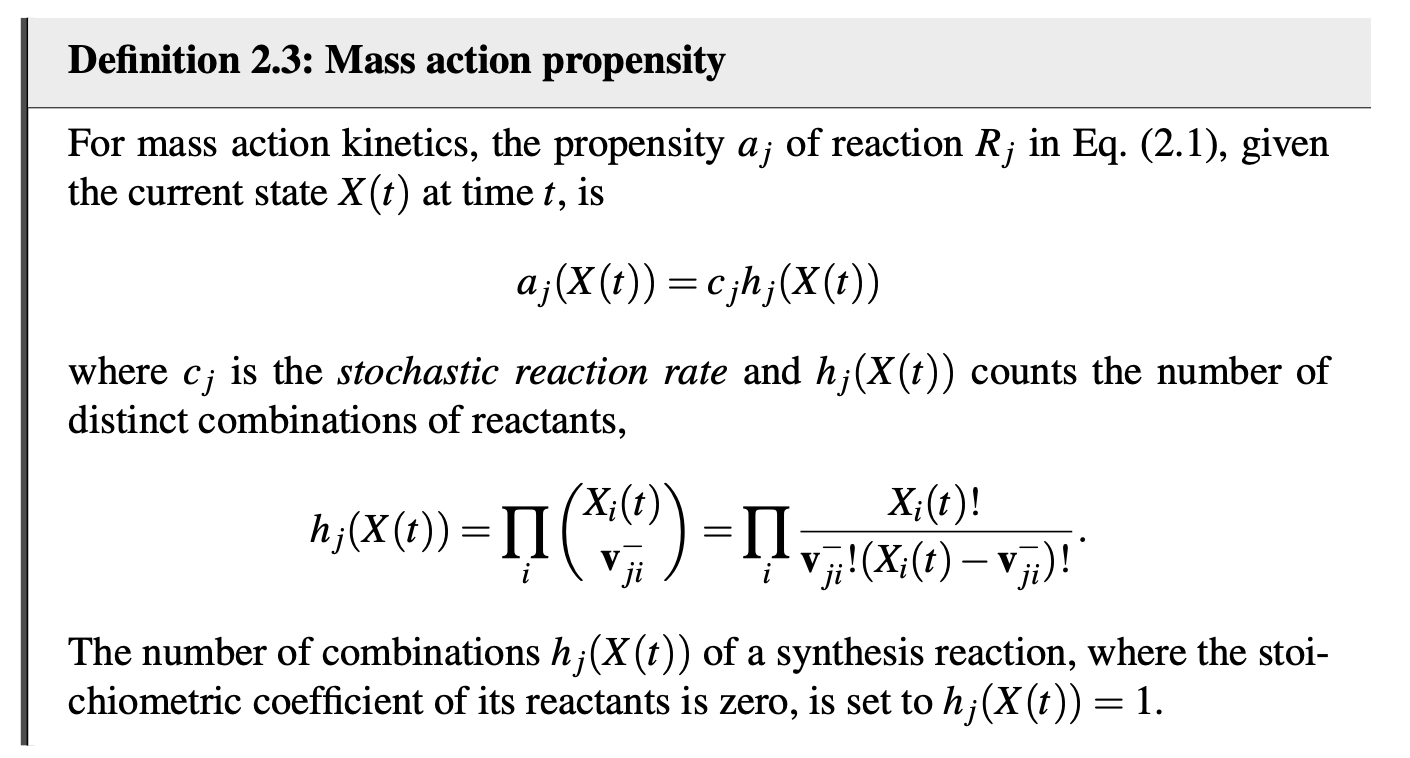 Definition 2.3: Mass action propensity
For mass action kinetics, the propensity a_j of reaction R_j in Eq. (2.1), given
the current state X(t) at time t, is
a_j(X(t)) = c_j h_j(X(t))
where c_j is the stochastic reaction rate and h_j(X(t)) counts the number of
distinct combinations of reactants,
h_j(X(t)) = ∏_i \binom{X_i(t)}{\mathbf{v}^-_{ji}} = ∏_i \frac{X_i(t)!}{\mathbf{v}^-_{ji}!(X_i(t) − \mathbf{v}^-_{ji})!}.
The number of combinations h_j(X(t)) of a synthesis reaction, where the stoi-
chiometric coefficient of its reactants is zero, is set to h_j(X(t)) = 1.